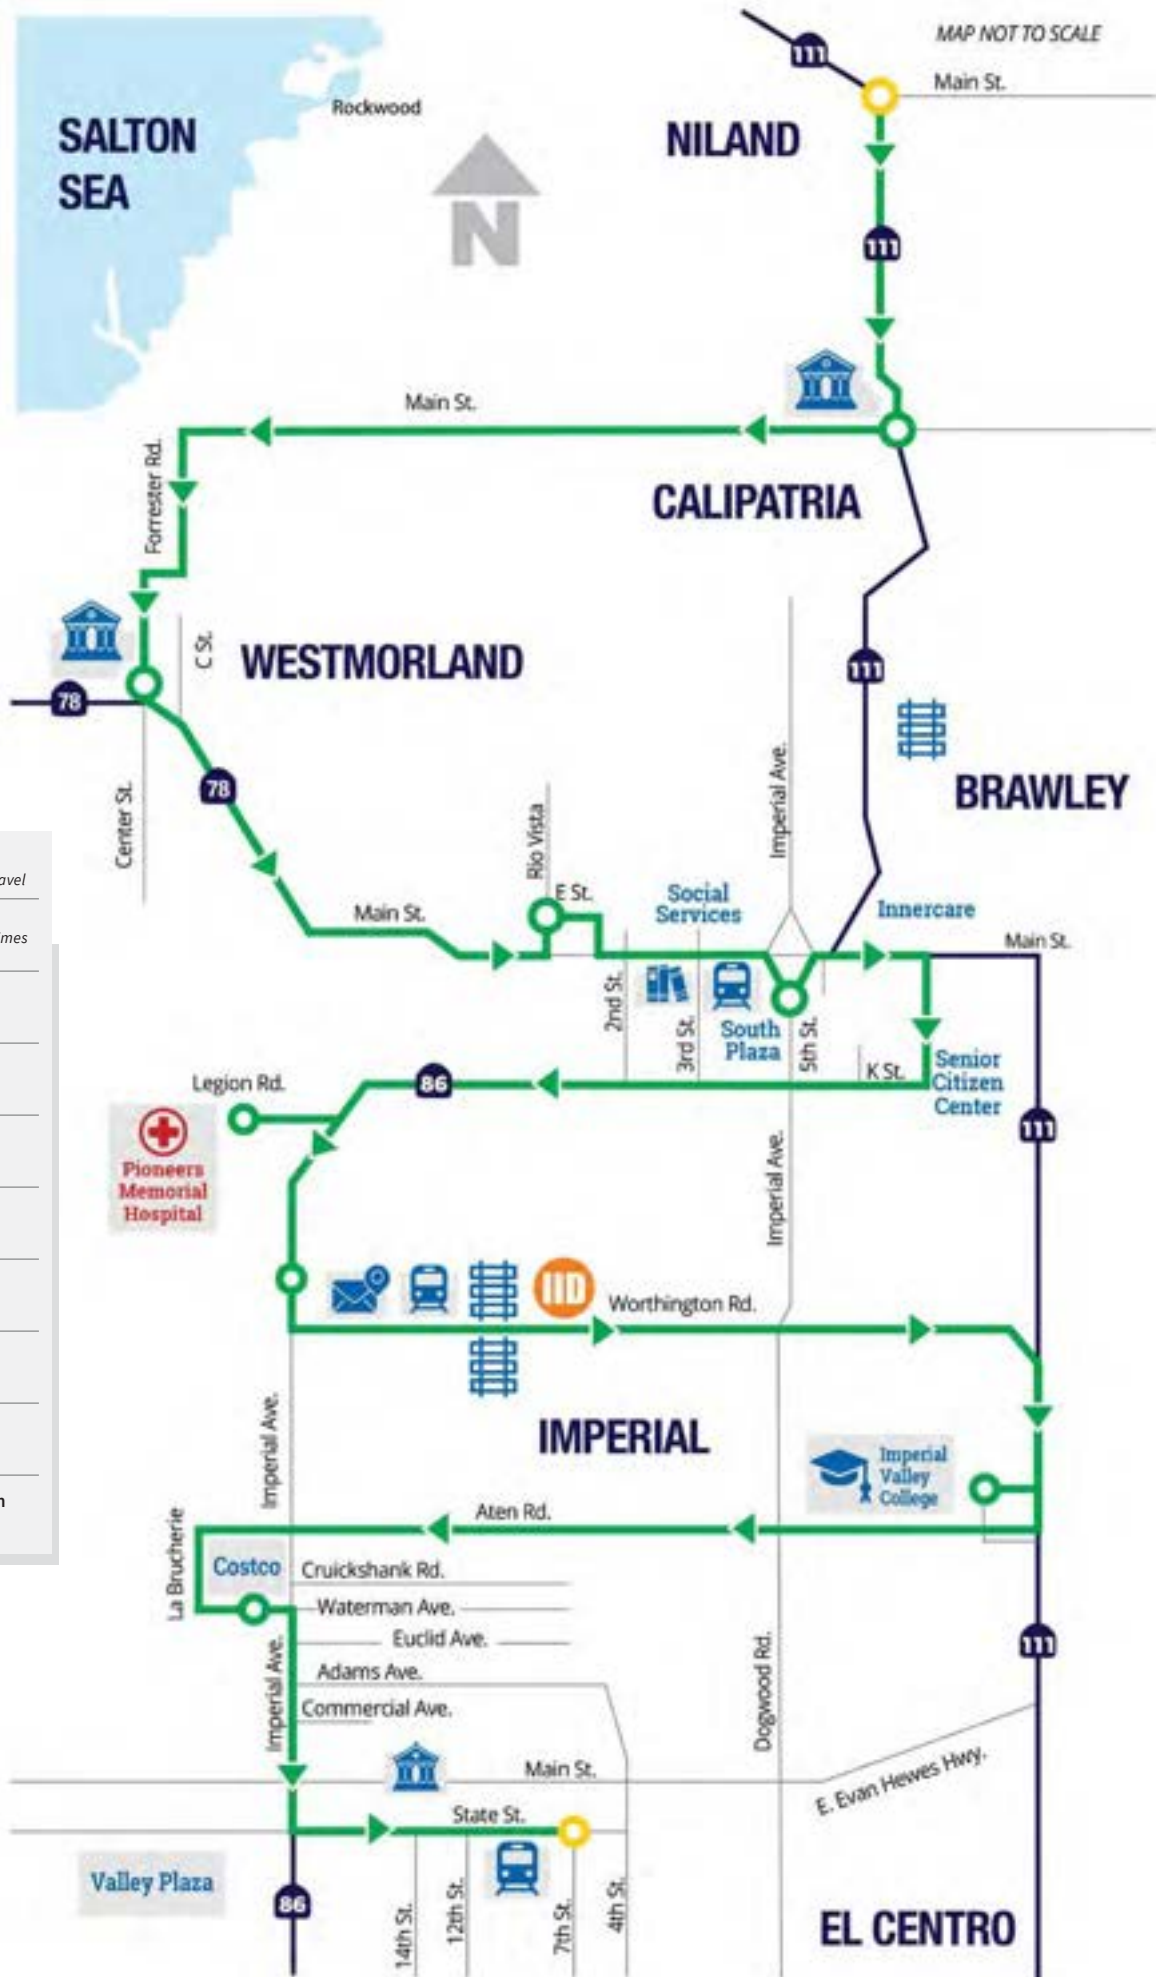 MAP NOT TO SCALE
111
Main St.
Rockwood
SALTON
SEA
NILAND
N
111
Main St.
Forrester Rd.
CALIPATRIA
C St.
WESTMORLAND
111
78
78
Center St.
Imperial Ave.
BRAWLEY
Rio Vista
E St.
Main St.
Social
Services
Innercare
Main St.
2nd St.
3rd St.
South
Plaza
5th St.
K St.
Senior
Citizen
Center
86
Legion Rd.
111
Pioneers
Memorial
Hospital
Imperial Ave.
IID
Worthington Rd.
Imperial Ave.
IMPERIAL
Imperial
Valley
College
Aten Rd.
La Brucherie
Costco
Cruickshank Rd.
Waterman Ave.
Euclid Ave.
Adams Ave.
Commercial Ave.
Imperial Ave.
Dogwood Rd.
111
Main St.
E. Evan Hewes Hwy.
State St.
Valley Plaza
86
14th St.
12th St.
7th St.
4th St.
EL CENTRO